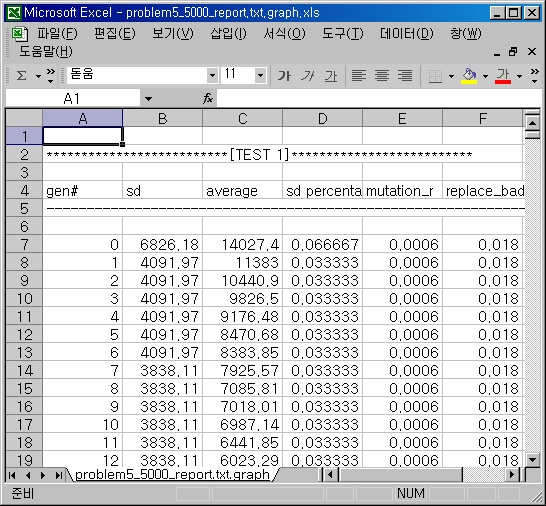 Microsoft Excel - problem5_5000_report.txt.graph.xls
파일(F) 편집(E) 보기(V) 삽입(I) 서식(O) 도구(T) 데이터(D) 창(W)
도움말(H)
Σ » 돋움 11 가 가 » 가 »
A1 fx
A B C D E F
1
2 **************************[TEST 1]**************************
3
4 gen# sd average sd percenta mutation_r replace_bad
5 ------------------------------------------------------------
6
7 0 6826.18 14027.4 0.066667 0.0006 0.018
8 1 4091.97 11383 0.033333 0.0006 0.018
9 2 4091.97 10440.9 0.033333 0.0006 0.018
10 3 4091.97 9826.5 0.033333 0.0006 0.018
11 4 4091.97 9176.48 0.033333 0.0006 0.018
12 5 4091.97 8470.68 0.033333 0.0006 0.018
13 6 4091.97 8383.85 0.033333 0.0006 0.018
14 7 3838.11 7925.57 0.033333 0.0006 0.018
15 8 3838.11 7085.81 0.033333 0.0006 0.018
16 9 3838.11 7018.01 0.033333 0.0006 0.018
17 10 3838.11 6987.14 0.033333 0.0006 0.018
18 11 3838.11 6441.85 0.033333 0.0006 0.018
19 12 3838.11 6023.29 0.033333 0.0006 0.018
problem5_5000_report.txt.graph
준비 NUM